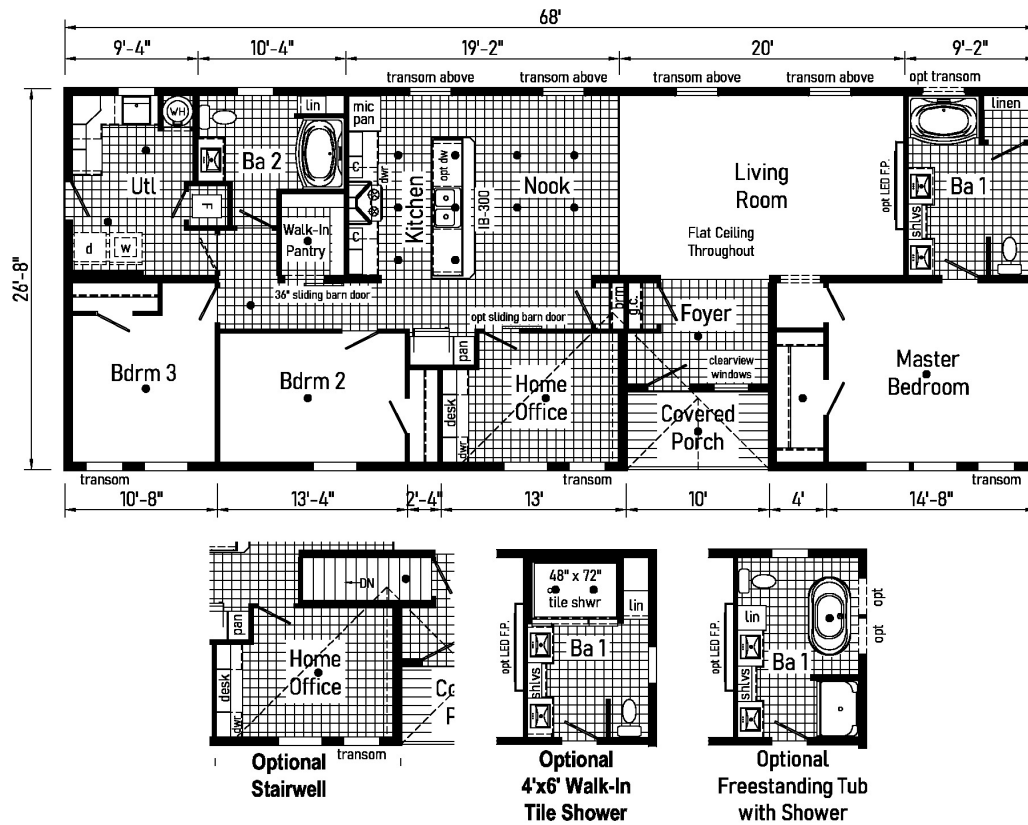 68'
9'-4"
10'-4"
19'-2"
20'
9'-2"
transom above
transom above
transom above
transom above
opt transom
26'-8"
WH
lin
mic
pan
linen
Utl
Ba 2
c
dwr
opt dw
Kitchen
IB-300
Nook
Living
Room
Flat Ceiling
Throughout
opt LED F.P.
Ba 1
shlvs
F
d
w
Walk-In
Pantry
c
36" sliding barn door
opt sliding barn door
brm
g.c.
Foyer
clearview
windows
Bdrm 3
Bdrm 2
pan
desk
dwr
Home
Office
Covered
Porch
Master
Bedroom
transom
transom
transom
10'-8"
13'-4"
2'-4"
13'
10'
4'
14'-8"
DN
pan
desk
dwr
Home
Office
Co
P
transom
Optional
Stairwell
48" x 72"
tile shwr
lin
opt LED F.P.
shlvs
Ba 1
Optional
4'x6' Walk-In
Tile Shower
opt
opt
lin
opt LED F.P.
shlvs
Ba 1
Optional
Freestanding Tub
with Shower